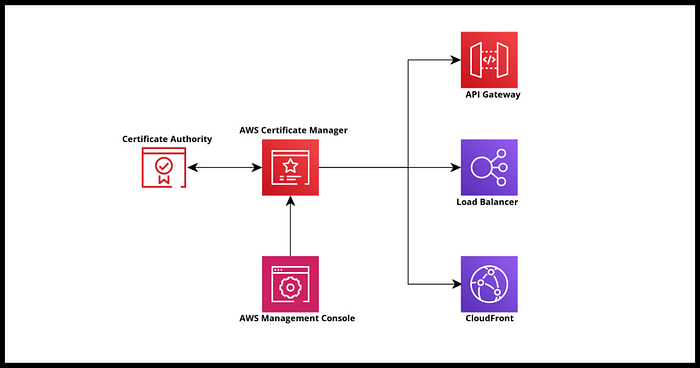 API Gateway
AWS Certificate Manager
Certificate Authority
</>
Load Balancer
AWS Management Console
CloudFront